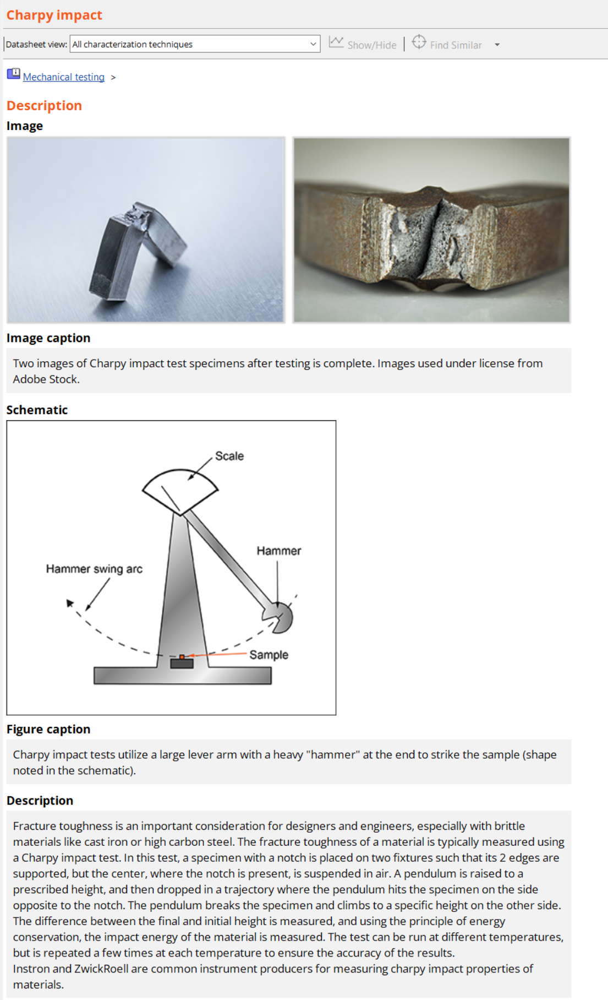 Charpy impact
Datasheet view: All characterization techniques Show/Hide Find Similar
Mechanical testing >
Description
Image
Image caption
Two images of Charpy impact test specimens after testing is complete. Images used under license from
Adobe Stock.
Schematic
Scale
Hammer
Hammer swing arc
Sample
Figure caption
Charpy impact tests utilize a large lever arm with a heavy "hammer" at the end to strike the sample (shape
noted in the schematic).
Description
Fracture toughness is an important consideration for designers and engineers, especially with brittle
materials like cast iron or high carbon steel. The fracture toughness of a material is typically measured using
a Charpy impact test. In this test, a specimen with a notch is placed on two fixtures such that its 2 edges are
supported, but the center, where the notch is present, is suspended in air. A pendulum is raised to a
prescribed height, and then dropped in a trajectory where the pendulum hits the specimen on the side
opposite to the notch. The pendulum breaks the specimen and climbs to a specific height on the other side.
The difference between the final and initial height is measured, and using the principle of energy
conservation, the impact energy of the material is measured. The test can be run at different temperatures,
but is repeated a few times at each temperature to ensure the accuracy of the results.
Instron and ZwickRoell are common instrument producers for measuring charpy impact properties of
materials.